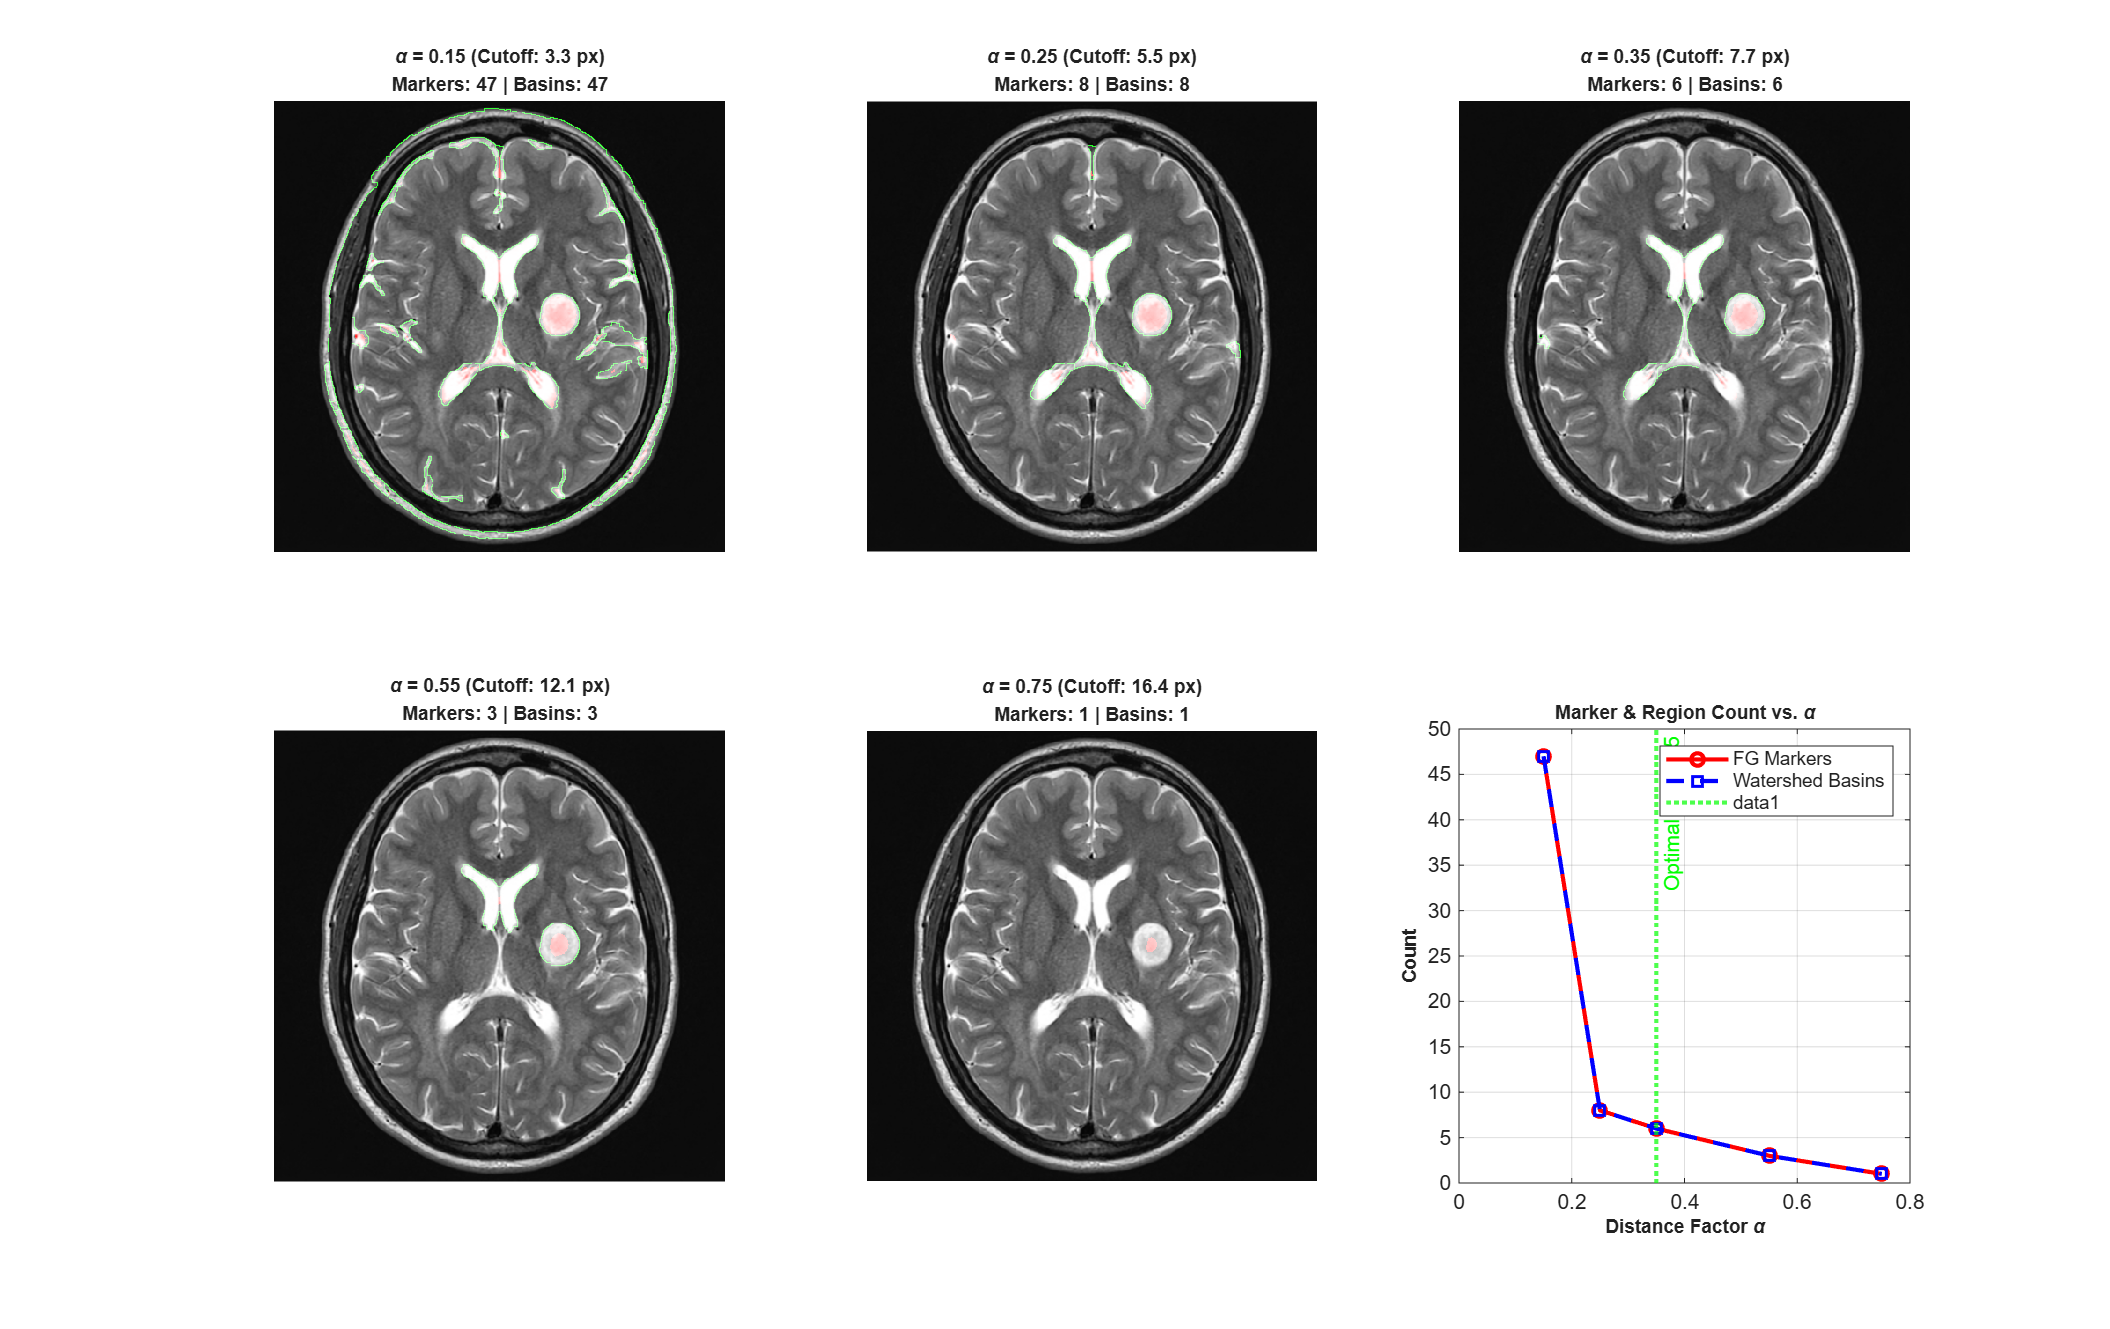 α = 0.15 (Cutoff: 3.3 px)
Markers: 47 | Basins: 47
α = 0.25 (Cutoff: 5.5 px)
Markers: 8 | Basins: 8
α = 0.35 (Cutoff: 7.7 px)
Markers: 6 | Basins: 6
α = 0.55 (Cutoff: 12.1 px)
Markers: 3 | Basins: 3
α = 0.75 (Cutoff: 16.4 px)
Markers: 1 | Basins: 1
Marker & Region Count vs. α
50
45
40
35
30
25
20
15
10
5
0
Count
Optimal
5
FG Markers
Watershed Basins
data1
0
0.2
0.4
0.6
0.8
Distance Factor α